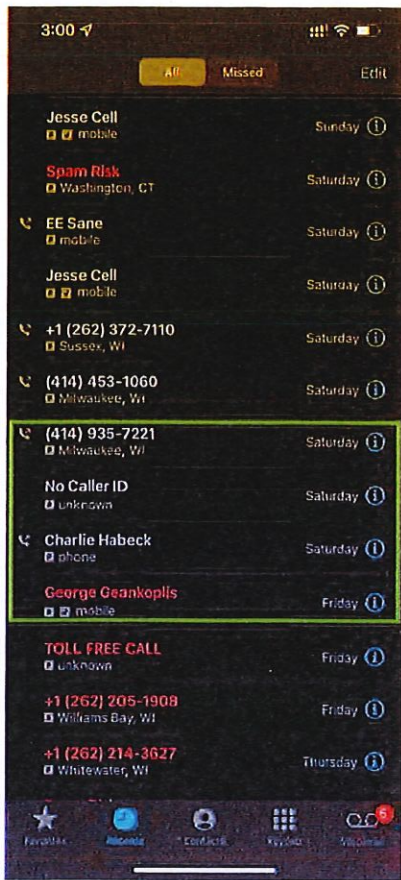 3:00
All Missed Edit
Jesse Cell
mobile Sunday
Spam Risk
Washington, CT Saturday
EE Sane
mobile Saturday
Jesse Cell
mobile Saturday
+1 (262) 372-7110
Sussex, WI Saturday
(414) 453-1060
Milwaukee, WI Saturday
(414) 935-7221
Milwaukee, WI Saturday
No Caller ID
unknown Saturday
Charlie Habeck
phone Saturday
George Geankoplis
mobile Friday
TOLL FREE CALL
unknown Friday
+1 (262) 205-1908
Williams Bay, WI Friday
+1 (262) 214-3627
Whitewater, WI Thursday
6
Favorites Recents Contacts Keypad Voicemail